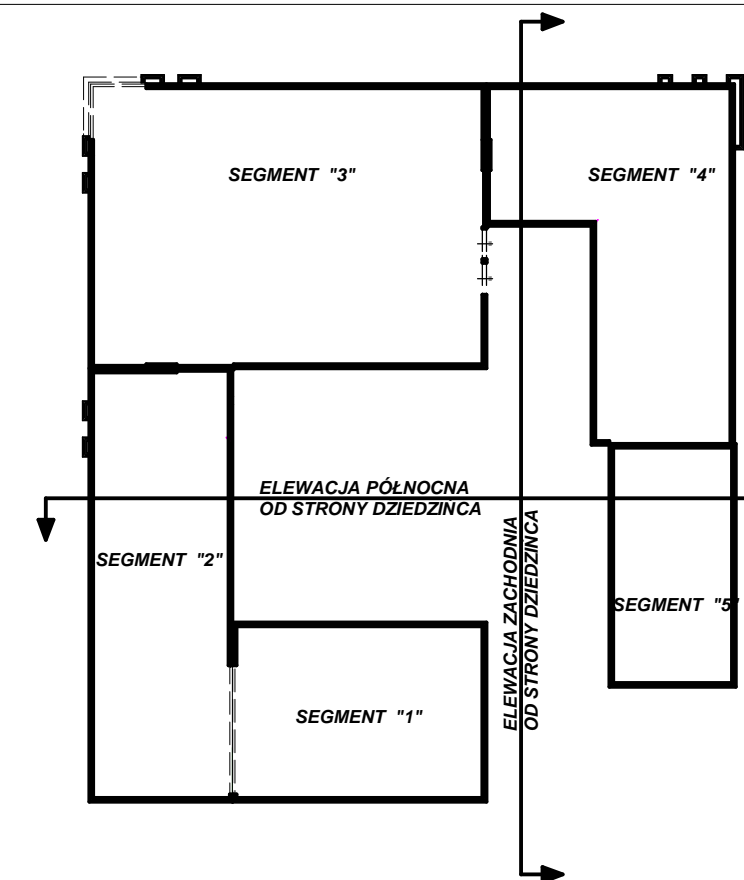 SEGMENT "3"
SEGMENT "4"
ELEWACJA PÓŁNOCNA
OD STRONY DZIEDZINCA
ELEWACJA ZACHODNIA
OD STRONY DZIEDZINCA
SEGMENT "2"
SEGMENT "5"
SEGMENT "1"